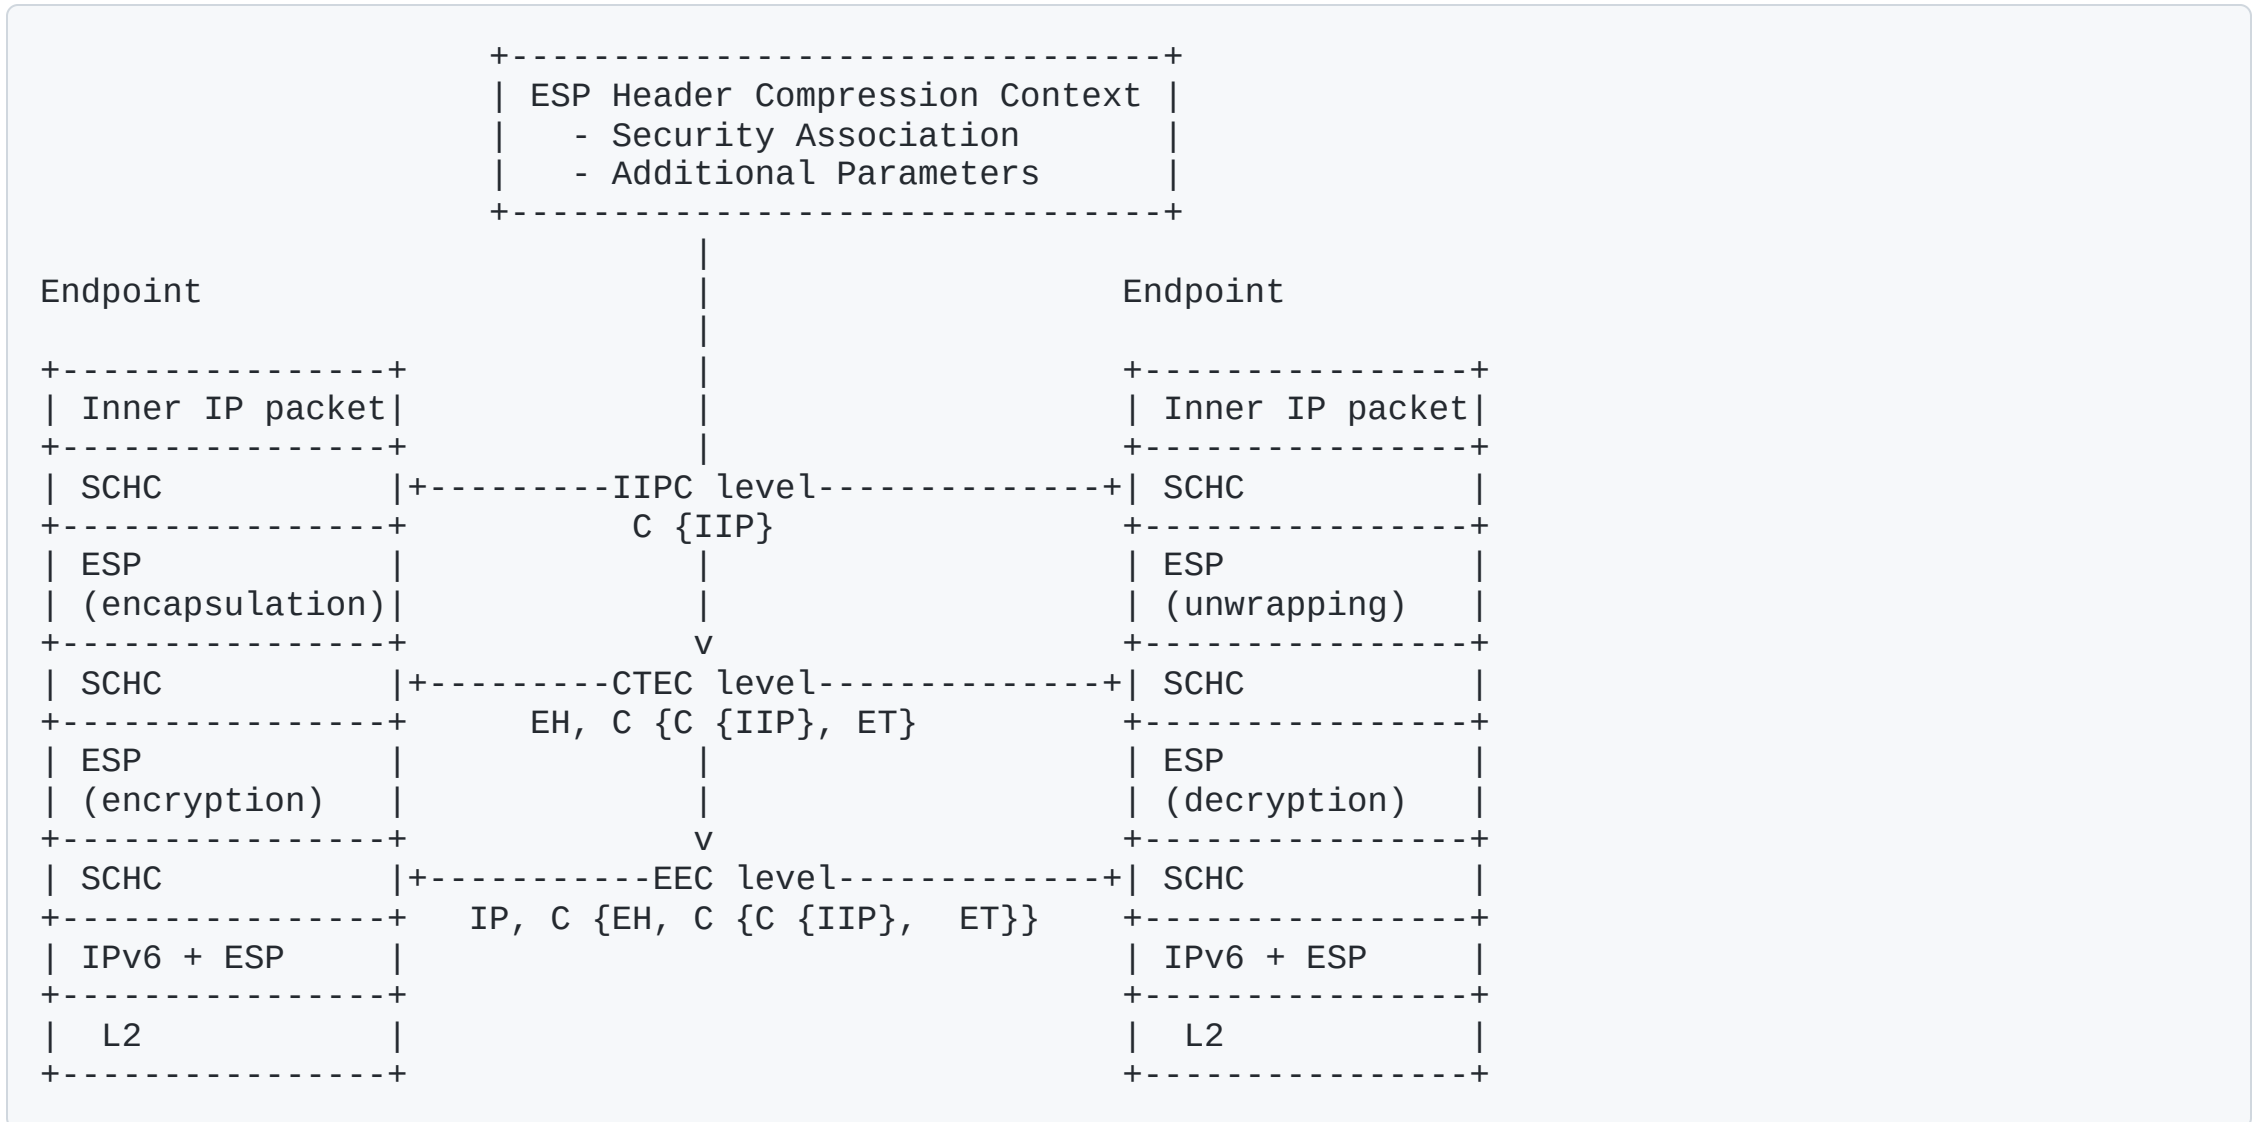 +--------------------------------+
                      | ESP Header Compression Context |
                      |   - Security Association       |
                      |   - Additional Parameters      |
                      +--------------------------------+
                                |
Endpoint                        |                    Endpoint
                                |
+----------------+              |                    +----------------+
| Inner IP packet|              |                    | Inner IP packet|
+----------------+              |                    +----------------+
| SCHC           |+---------IIPC level--------------+| SCHC           |
+----------------+           C {IIP}                 +----------------+
| ESP            |              |                    | ESP            |
| (encapsulation)|              |                    | (unwrapping)   |
+----------------+              v                    +----------------+
| SCHC           |+---------CTEC level--------------+| SCHC           |
+----------------+      EH, C {C {IIP}, ET}          +----------------+
| ESP            |              |                    | ESP            |
| (encryption)   |              |                    | (decryption)   |
+----------------+              v                    +----------------+
| SCHC           |+-----------EEC level-------------+| SCHC           |
+----------------+   IP, C {EH, C {C {IIP},  ET}}    +----------------+
| IPv6 + ESP     |                                   | IPv6 + ESP     |
+----------------+                                   +----------------+
|  L2            |                                   |  L2            |
+----------------+                                   +----------------+